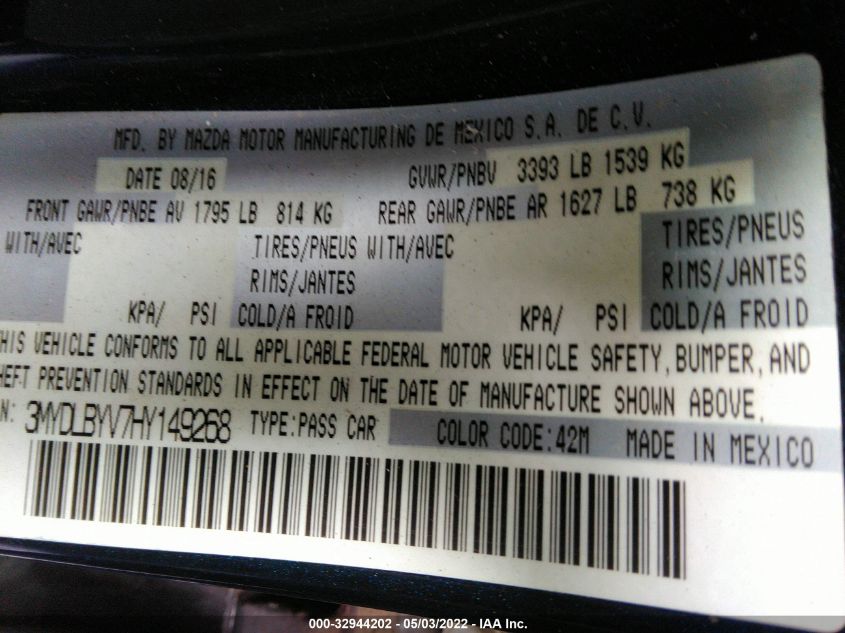 MFD. BY MAZDA MOTOR MANUFACTURING DE MEXICO S.A. DE C.V.
DATE 08/16 GVWR/PNBV 3393 LB 1539 KG
FRONT GAWR/PNBE AV 1795 LB 814 KG REAR GAWR/PNBE AR 1627 LB 738 KG
WITH/AVEC TIRES/PNEUS WITH/AVEC TIRES/PNEUS
RIMS/JANTES RIMS/JANTES
KPA/ PSI COLD/A FROID KPA/ PSI COLD/A FROID
HIS VEHICLE CONFORMS TO ALL APPLICABLE FEDERAL MOTOR VEHICLE SAFETY, BUMPER, AND
HEFT PREVENTION STANDARDS IN EFFECT ON THE DATE OF MANUFACTURE SHOWN ABOVE.
N: 3MYDLBYV7HY149268 TYPE:PASS CAR COLOR CODE:42M MADE IN MEXICO
000-32944202 - 05/03/2022 - IAA Inc.